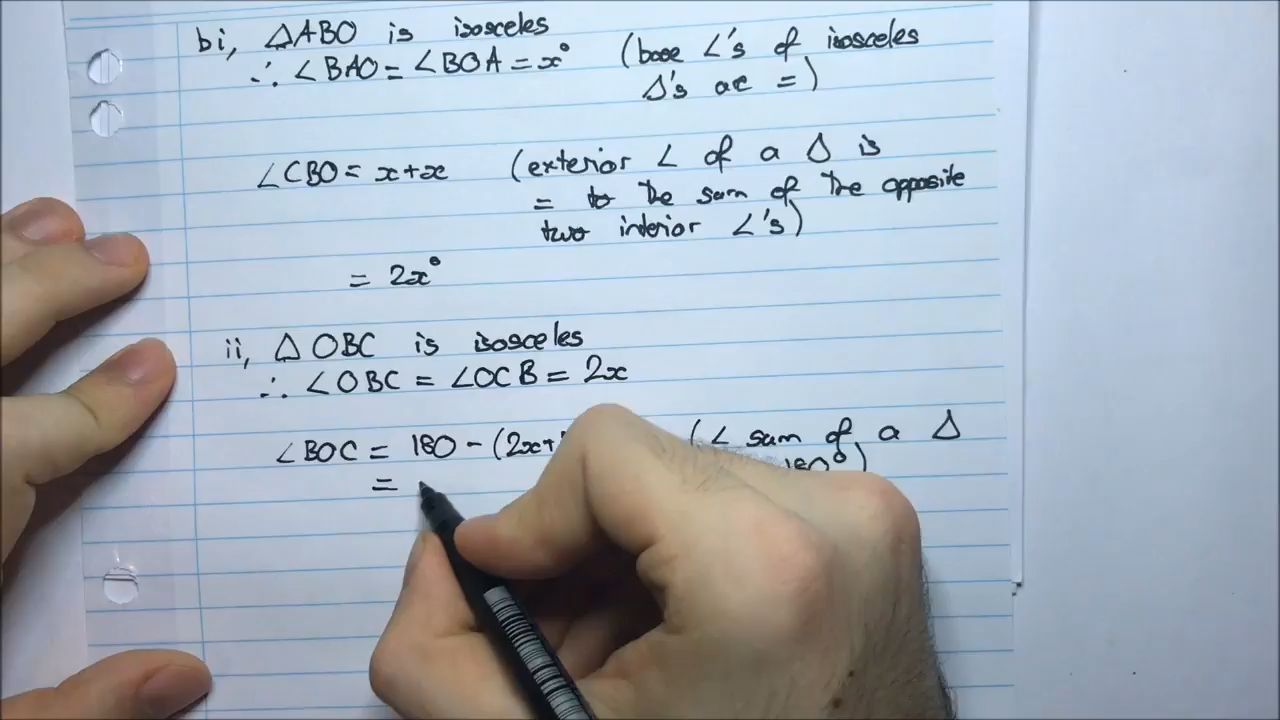 bi, △ABO is isosceles
∴ ∠BAO = ∠BOA = x° (base ∠'s of isosceles
△'s are =)
∠CBO = x+x (exterior ∠ of a △ is
= to the sum of the opposite
two interior ∠'s)
= 2x°
ii, △OBC is isosceles
∴ ∠OBC = ∠OCB = 2x
∠BOC = 180 - (2x+ (∠ sum of a △
180°)
=